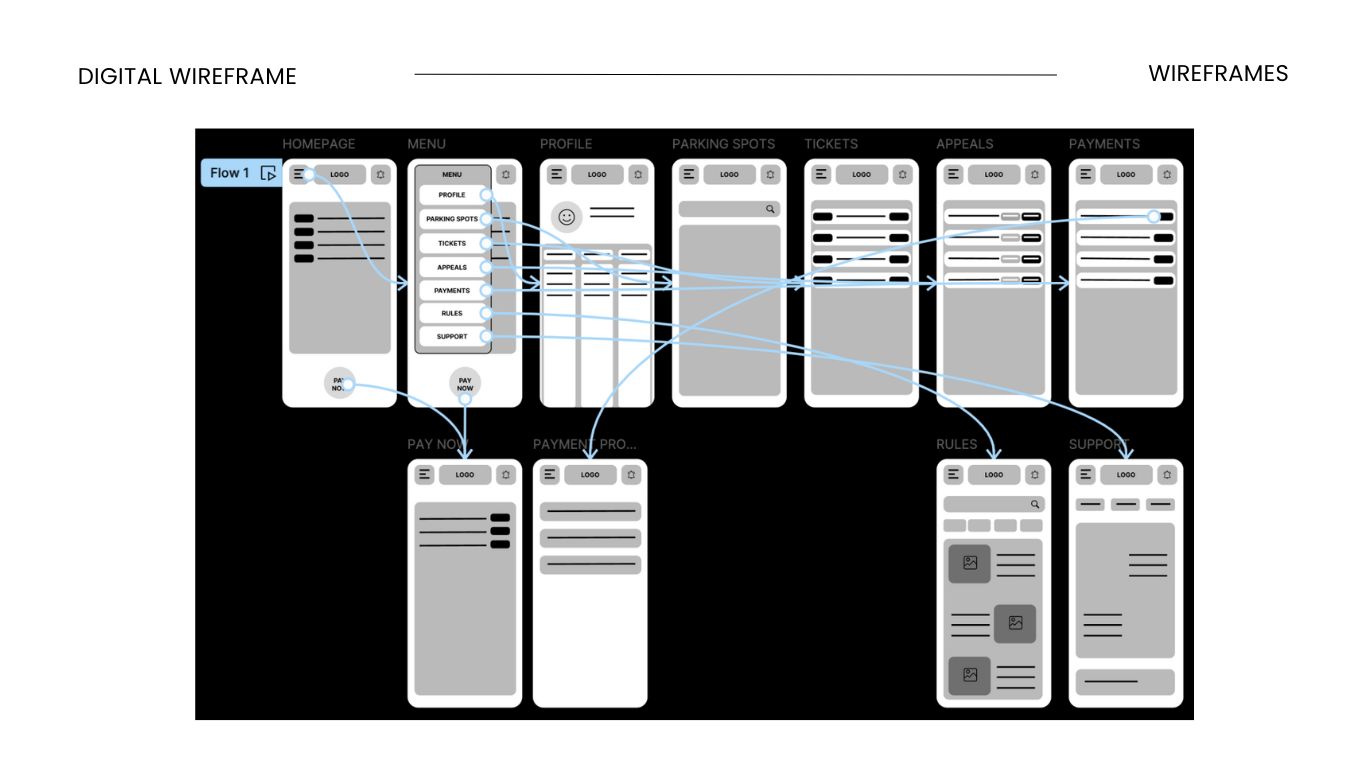 DIGITAL WIREFRAME
WIREFRAMES
HOMEPAGE
MENU
PROFILE
PARKING SPOTS
TICKETS
APPEALS
PAYMENTS
Flow 1
LOGO
MENU
LOGO
LOGO
LOGO
LOGO
LOGO
PROFILE
PARKING SPOTS
TICKETS
APPEALS
PAYMENTS
RULES
SUPPORT
PAY
NOW
PAY
NOW
PAY NOW
PAYMENT PRO...
RULES
SUPPORT
LOGO
LOGO
LOGO
LOGO